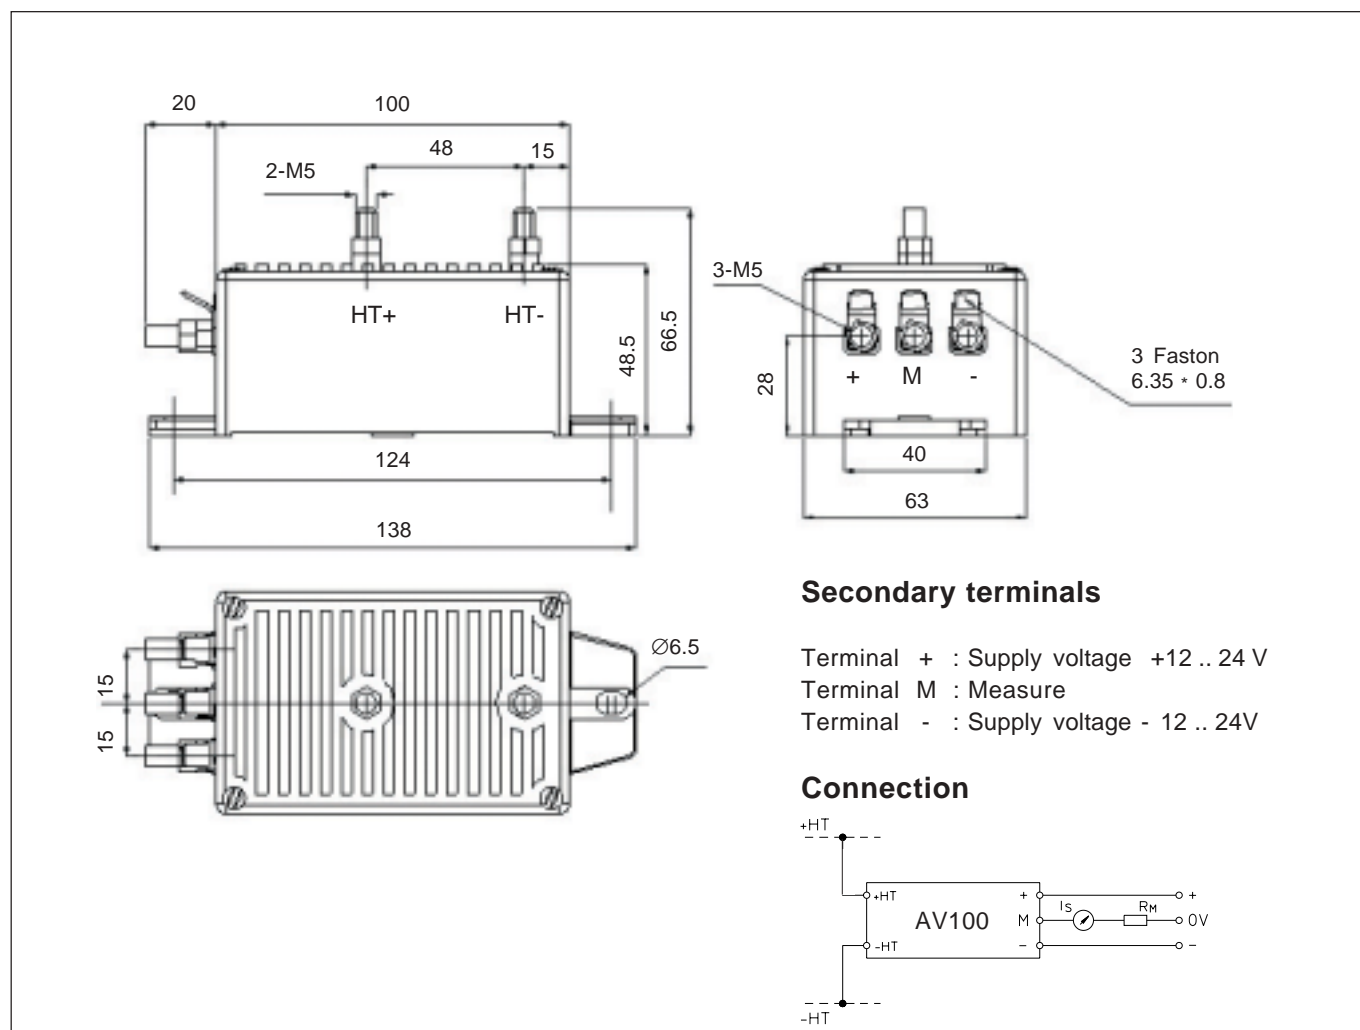 20
100
48
15
2-M5
HT+
HT-
48.5
66.5
124
138
3-M5
28
+ M -
3 Faston
6.35 * 0.8
40
63
15
15
∅6.5
Secondary terminals
Terminal + : Supply voltage +12 .. 24 V
Terminal M : Measure
Terminal - : Supply voltage - 12 .. 24V
Connection
+HT
+HT
-HT
AV100
+
M
-
IS
RM
+
0V
-
-HT